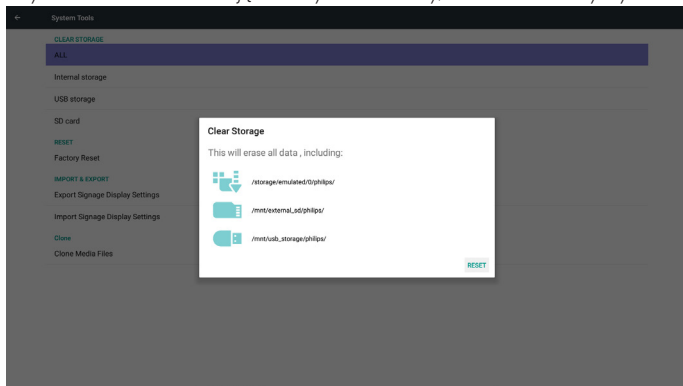 System Tools
CLEAR STORAGE
ALL
Internal storage
USB storage
SD card
RESET
Factory Reset
IMPORT & EXPORT
Export Signage Display Settings
Import Signage Display Settings
Clone
Clone Media Files
Clear Storage
This will erase all data , including:
/storage/emulated/0/philips/
/mnt/external_sd/philips/
/mnt/usb_storage/philips/
RESET